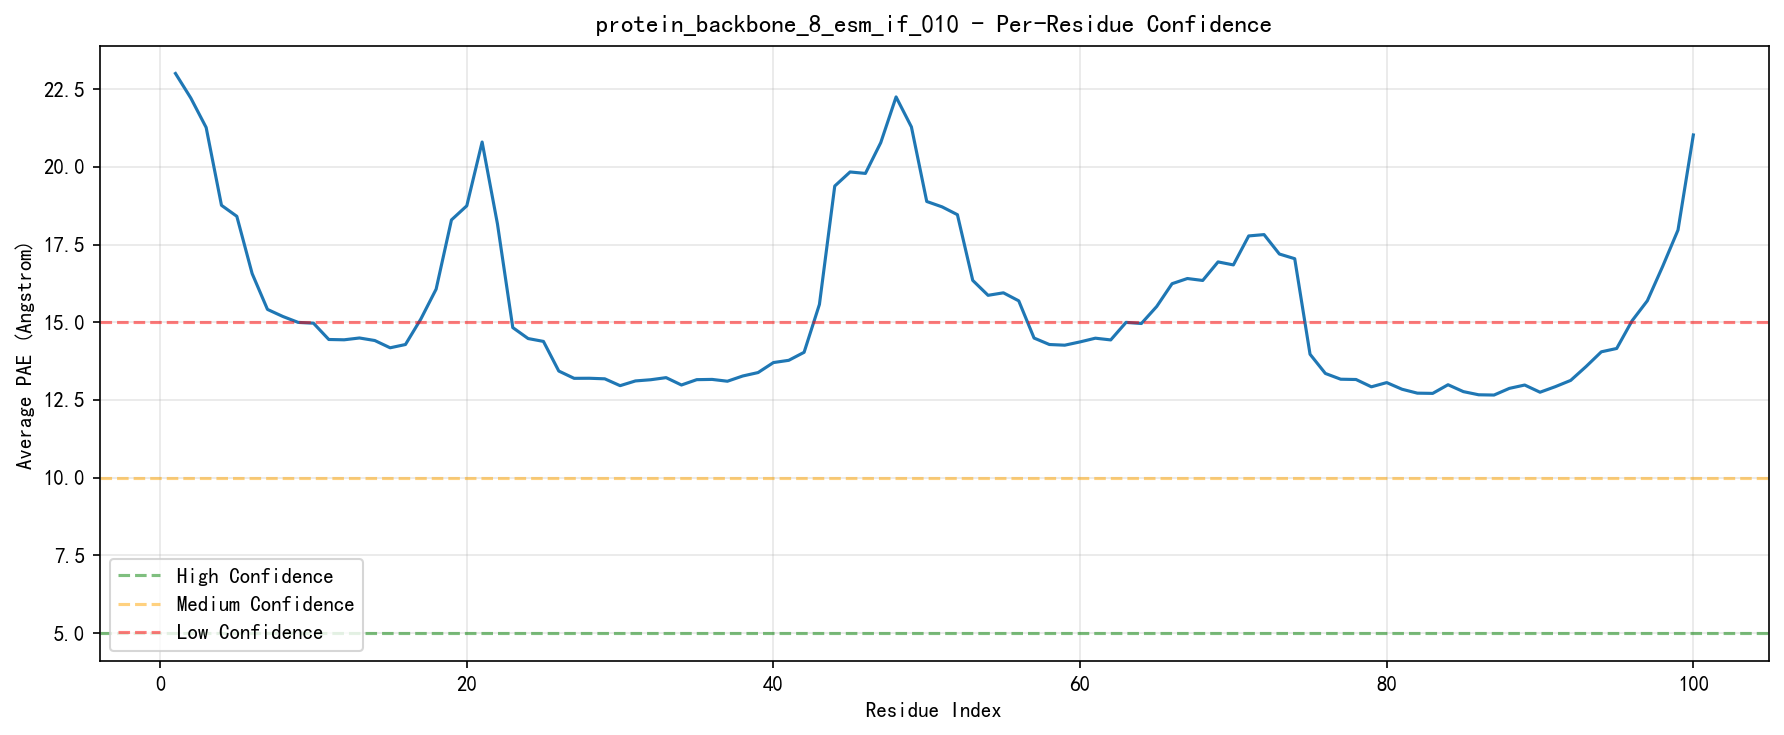 protein_backbone_8_esm_if_010 - Per-Residue Confidence
Average PAE (Angstrom)
22.5
20.0
17.5
15.0
12.5
10.0
7.5
5.0
High Confidence
Medium Confidence
Low Confidence
0 20 40 60 80 100
Residue Index